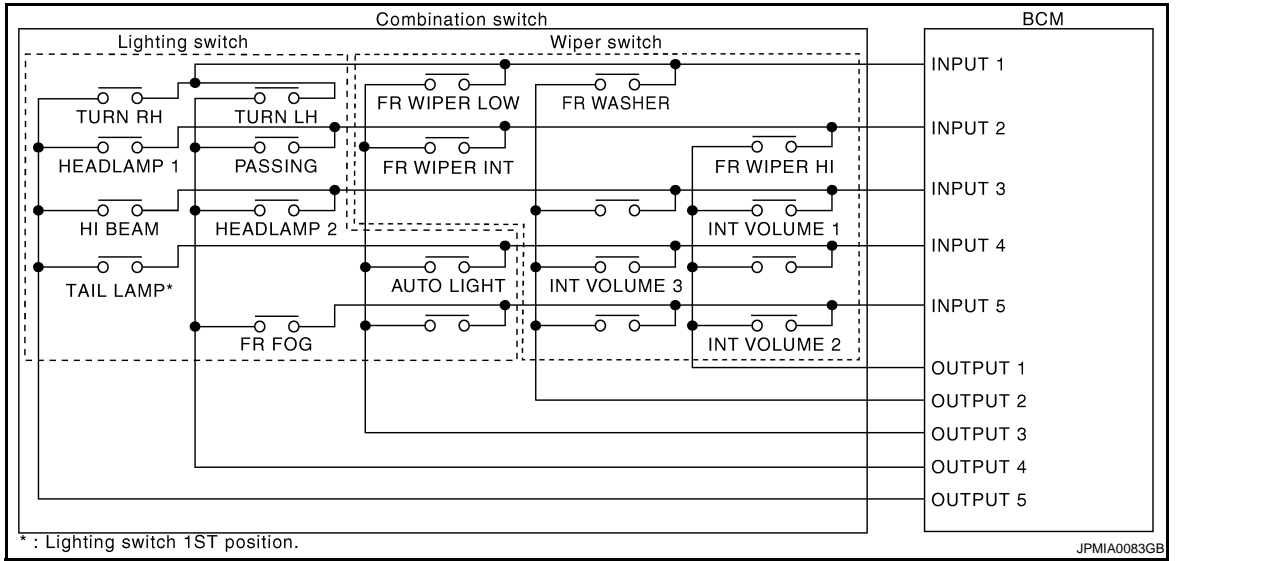 Combination switch
BCM
Lighting switch
Wiper switch
INPUT 1
TURN RH
TURN LH
FR WIPER LOW
FR WASHER
INPUT 2
HEADLAMP 1
PASSING
FR WIPER INT
FR WIPER HI
INPUT 3
HI BEAM
HEADLAMP 2
INT VOLUME 1
INPUT 4
TAIL LAMP*
AUTO LIGHT
INT VOLUME 3
INPUT 5
FR FOG
INT VOLUME 2
OUTPUT 1
OUTPUT 2
OUTPUT 3
OUTPUT 4
OUTPUT 5
* : Lighting switch 1ST position.
JPMIA0083GB